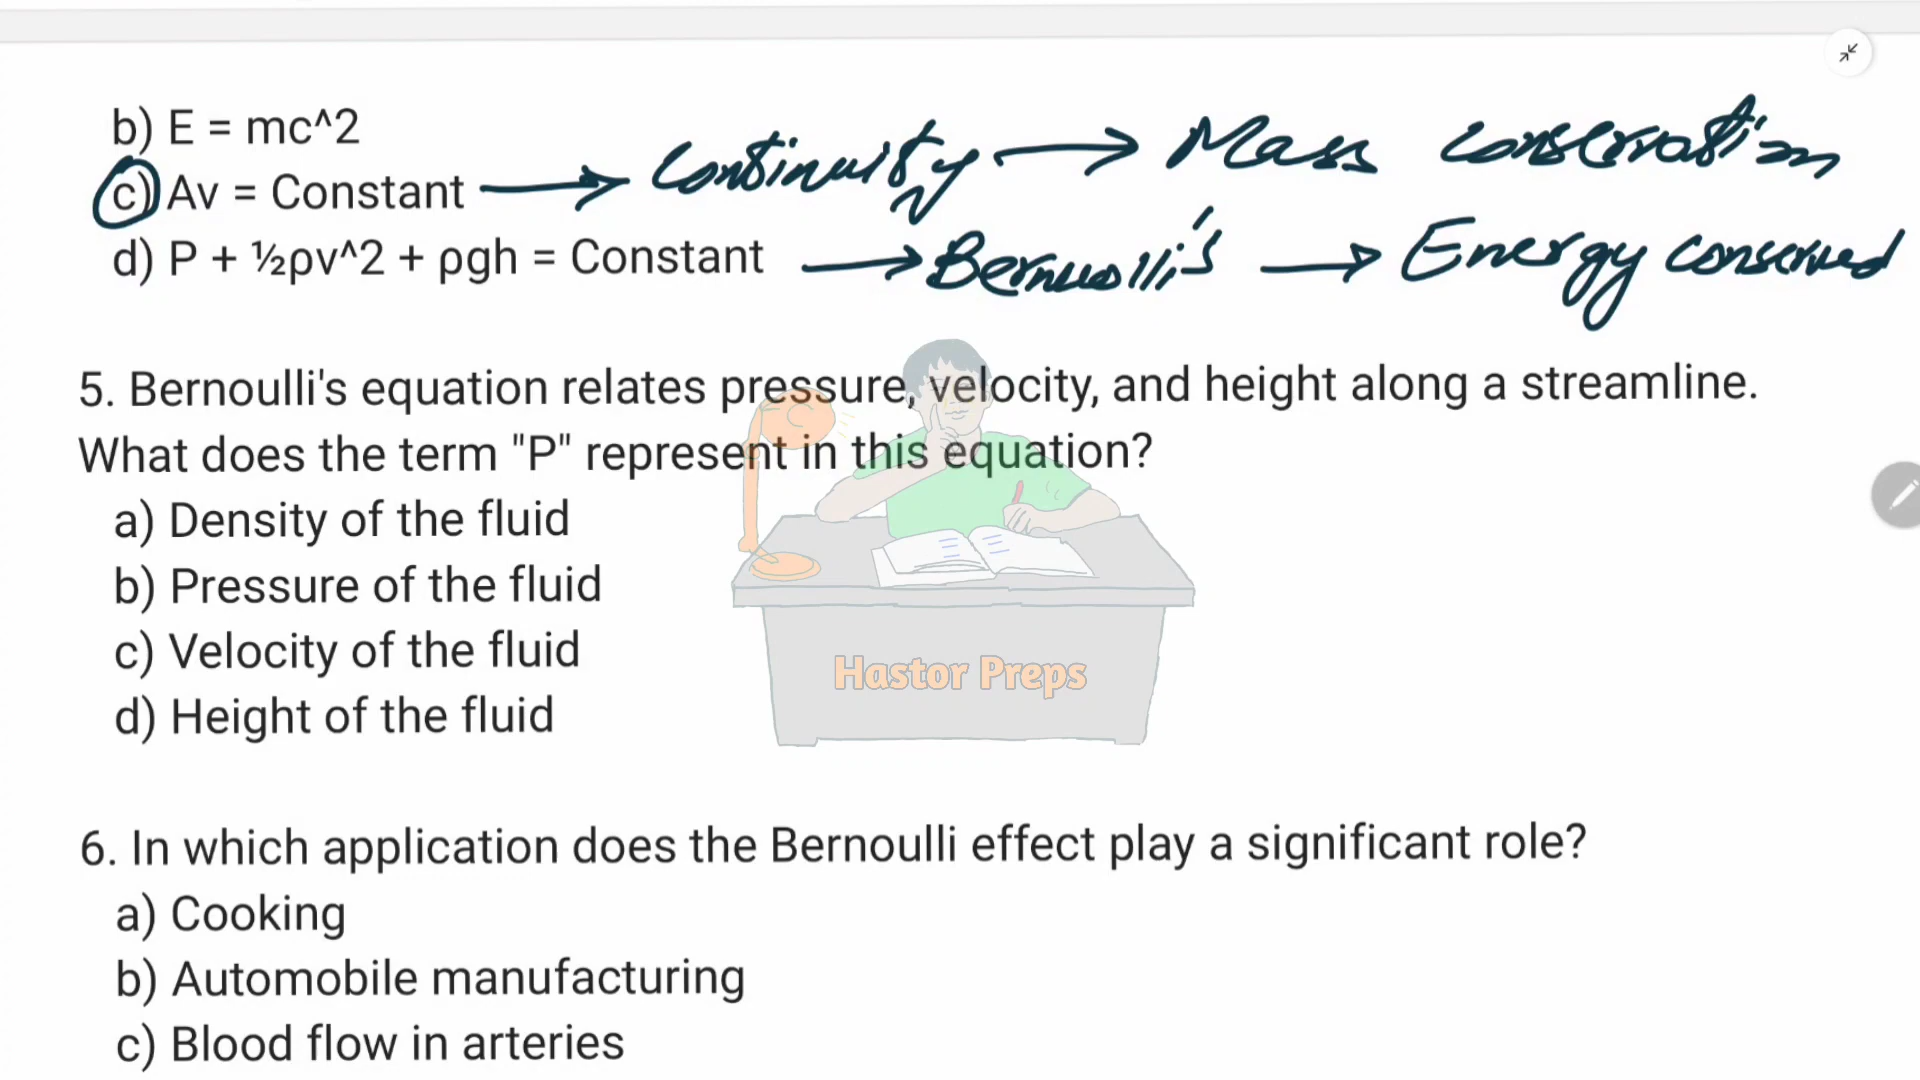 b) E = mc^2
c) Av = Constant → Continuity → Mass conservation
d) P + ½ρv^2 + ρgh = Constant → Bernuolli's → Energy conserved
5. Bernoulli's equation relates pressure, velocity, and height along a streamline.
What does the term "P" represent in this equation?
a) Density of the fluid
b) Pressure of the fluid
c) Velocity of the fluid
d) Height of the fluid
Hastor Preps
6. In which application does the Bernoulli effect play a significant role?
a) Cooking
b) Automobile manufacturing
c) Blood flow in arteries